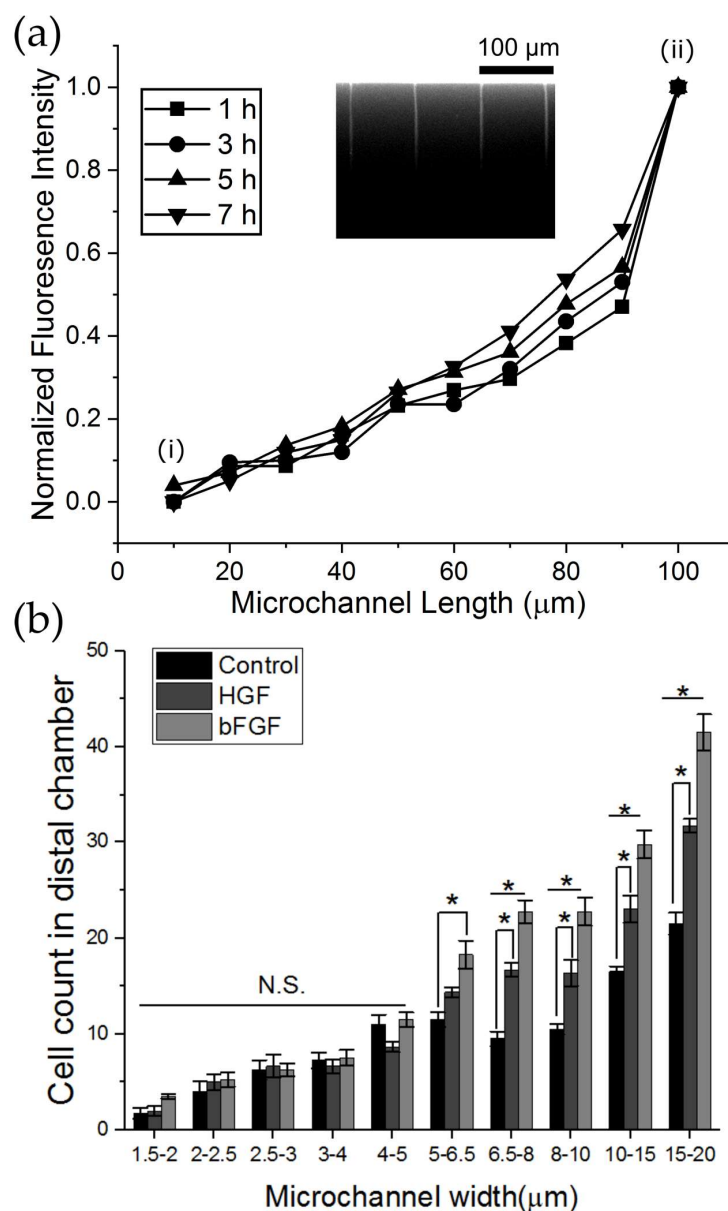 (a)
100 μm
(ii)
1 h
3 h
5 h
7 h
(i)
1.0
0.8
0.6
0.4
0.2
0.0
Normalized Fluoresence Intensity
0 20 40 60 80 100
Microchannel Length (μm)
(b)
Control
HGF
bFGF
50
40
30
20
10
0
Cell count in distal chamber
N.S.
*
* *
* *
* *
* *
1.5-2 2-2.5 2.5-3 3-4 4-5 5-6.5 6.5-8 8-10 10-15 15-20
Microchannel width(μm)